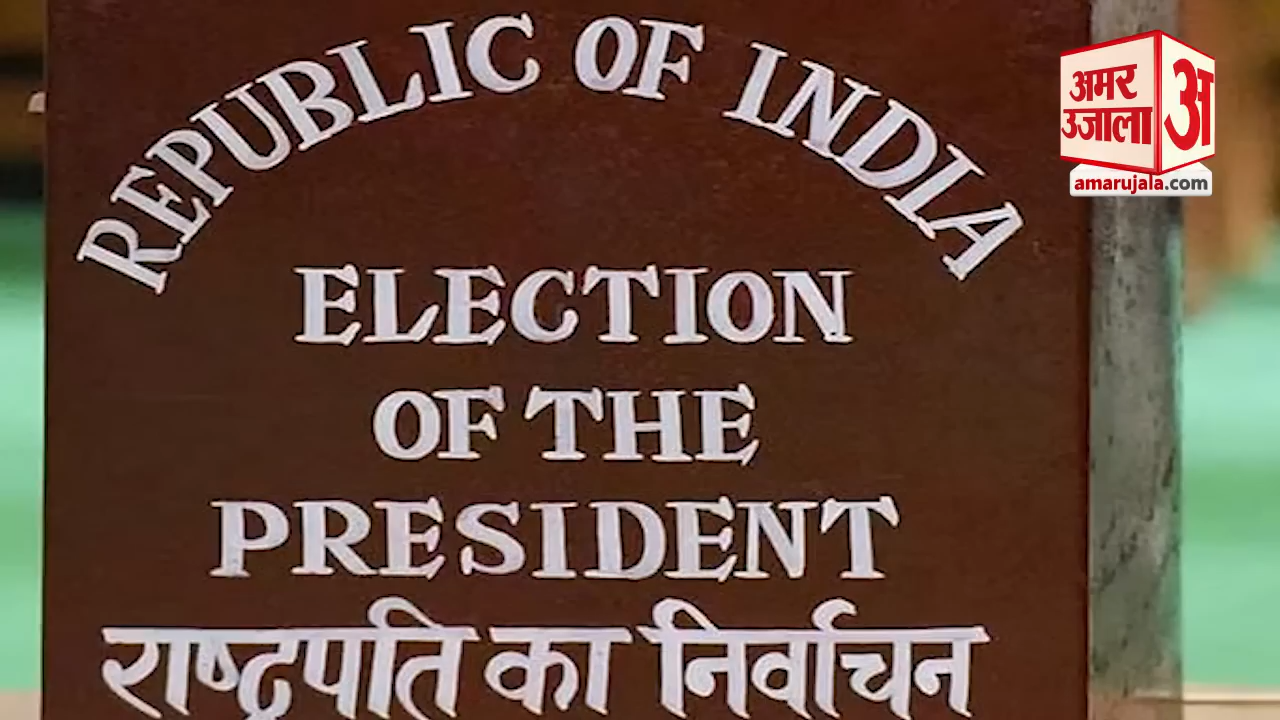 REPUBLIC OF INDIA
ELECTION
OF THE
PRESIDENT
राष्ट्रपति का निर्वाचन
अमर
उजाला
अ
amarujala.com